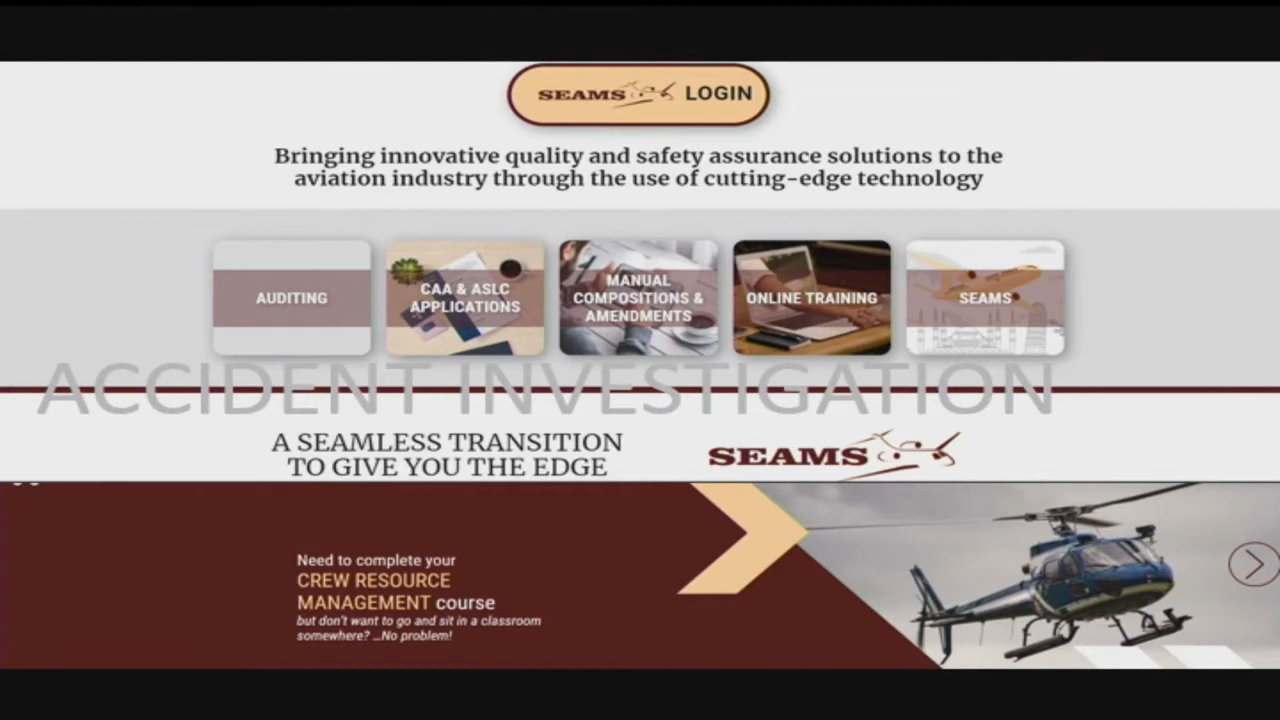 SEAMS LOGIN
Bringing innovative quality and safety assurance solutions to the
aviation industry through the use of cutting-edge technology
AUDITING
CAA & ASLC
APPLICATIONS
MANUAL
COMPOSITIONS &
AMENDMENTS
ONLINE TRAINING
SEAMS
ACCIDENT INVESTIGATION
A SEAMLESS TRANSITION
TO GIVE YOU THE EDGE
SEAMS
Need to complete your
CREW RESOURCE
MANAGEMENT course
but don't want to go and sit in a classroom
somewhere? ...No problem!